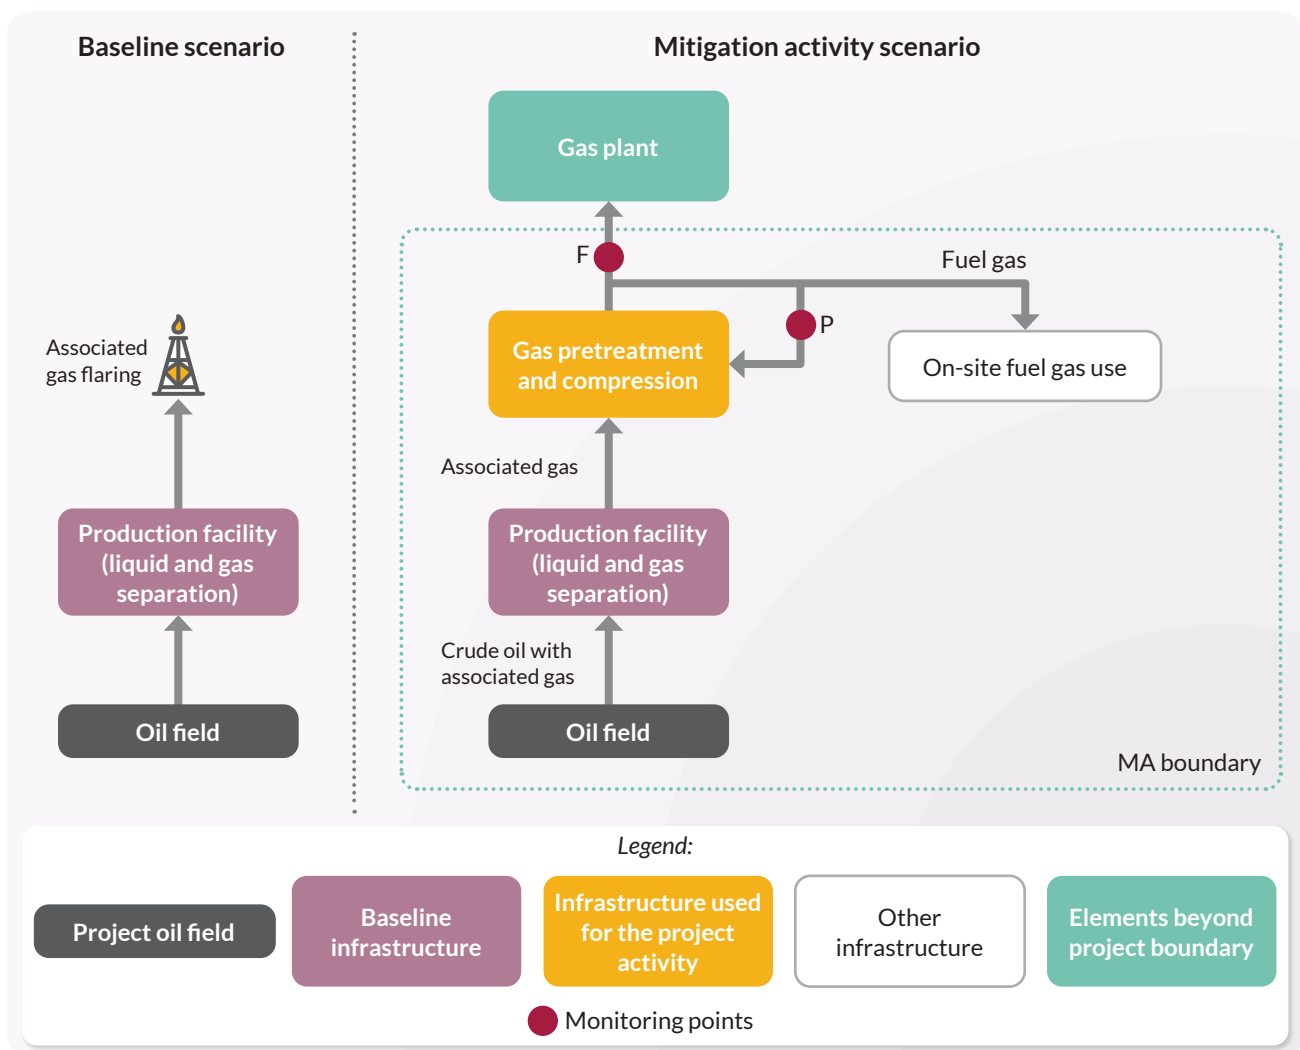 Baseline scenario
Mitigation activity scenario
Gas plant
F
Fuel gas
P
Gas pretreatment
and compression
On-site fuel gas use
Associated
gas flaring
Associated gas
Production facility
(liquid and gas
separation)
Production facility
(liquid and gas
separation)
Crude oil with
associated gas
Oil field
Oil field
MA boundary
Legend:
Project oil field
Baseline
infrastructure
Infrastructure used
for the project
activity
Other
infrastructure
Elements beyond
project boundary
Monitoring points